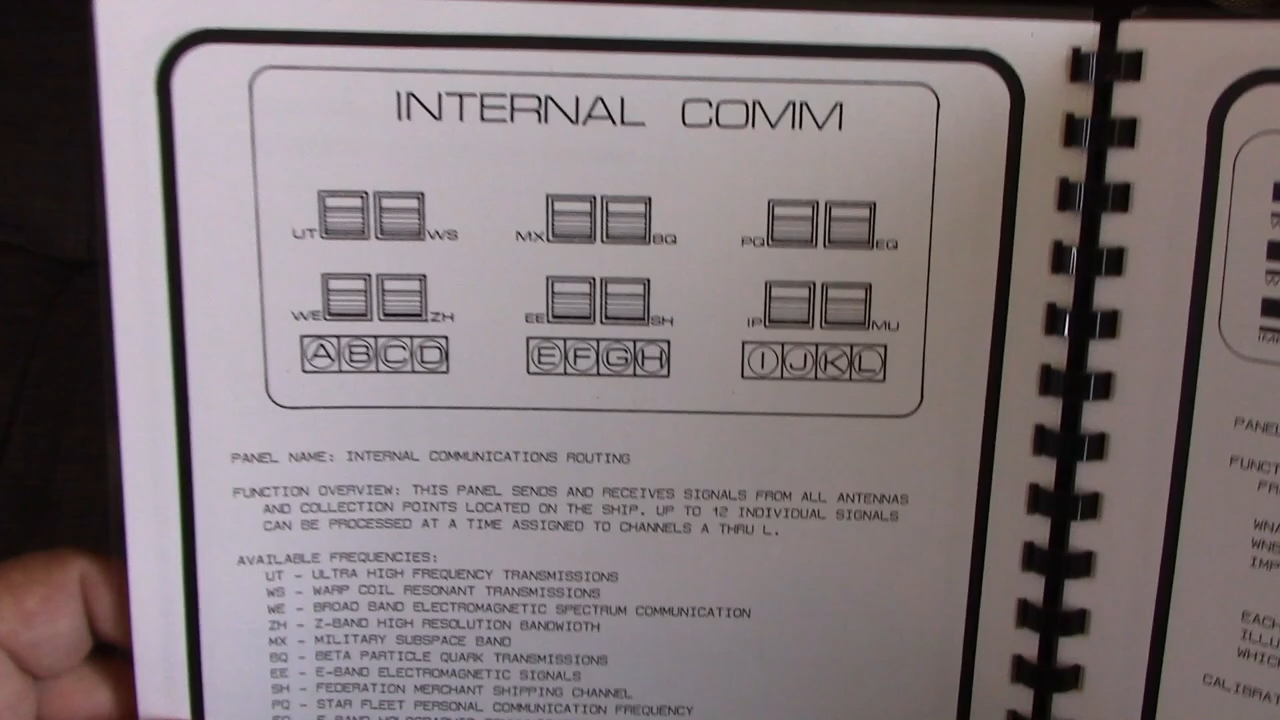 INTERNAL COMM
UT WS MX BQ PQ EQ
WE ZH EE SH IP MU
A B C D E F G H I J K L
PANEL NAME: INTERNAL COMMUNICATIONS ROUTING
FUNCTION OVERVIEW: THIS PANEL SENDS AND RECEIVES SIGNALS FROM ALL ANTENNAS
AND COLLECTION POINTS LOCATED ON THE SHIP. UP TO 12 INDIVIDUAL SIGNALS
CAN BE PROCESSED AT A TIME ASSIGNED TO CHANNELS A THRU L.
AVAILABLE FREQUENCIES:
UT - ULTRA HIGH FREQUENCY TRANSMISSIONS
WS - WARP COIL RESONANT TRANSMISSIONS
WE - BROAD BAND ELECTROMAGNETIC SPECTRUM COMMUNICATION
ZH - Z-BAND HIGH RESOLUTION BANDWIDTH
MX - MILITARY SUBSPACE BAND
BQ - BETA PARTICLE QUARK TRANSMISSIONS
EE - E-BAND ELECTROMAGNETIC SIGNALS
SH - FEDERATION MERCHANT SHIPPING CHANNEL
PQ - STAR FLEET PERSONAL COMMUNICATION FREQUENCY
PANEL
FUNCT
FR
WNA
WNB
IMP
EACH
ILLU
WHIC
CALIBRAT